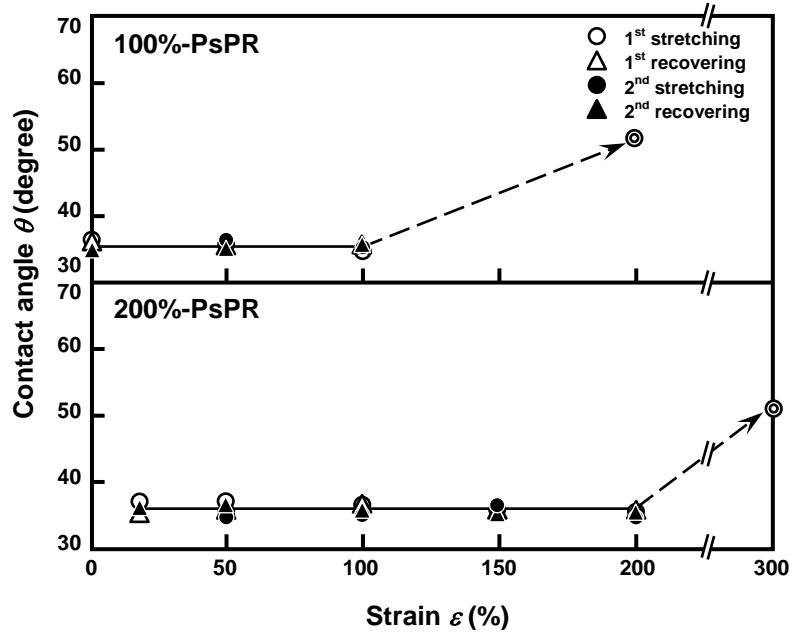 70
100%-PsPR
1st stretching
1st recovering
2nd stretching
2nd recovering
60
50
40
30
Contact angle θ (degree)
70
200%-PsPR
60
50
40
30
0 50 100 150 200 300
Strain ε (%)